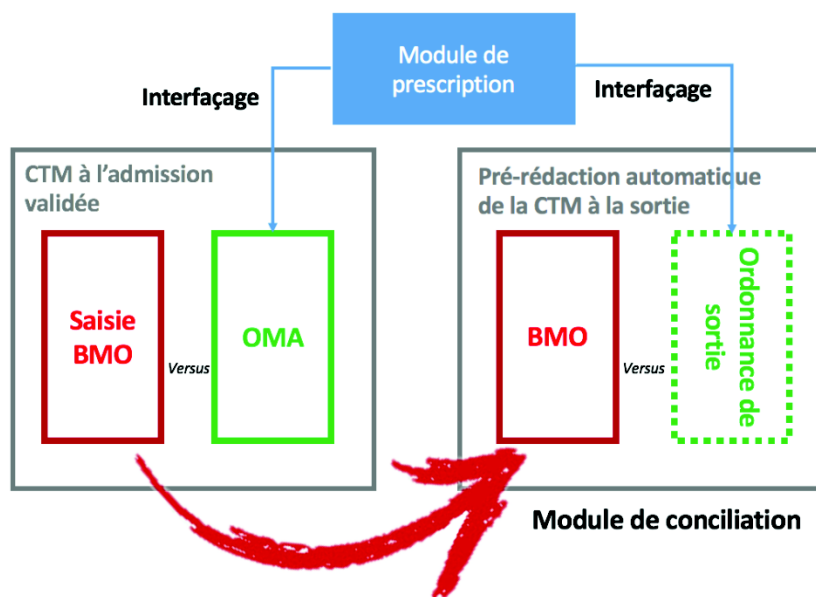 Module de
prescription
Interfaçage
Interfaçage
CTM à l'admission
validée
Saisie
BMO
Versus
OMA
Pré-rédaction automatique
de la CTM à la sortie
BMO
Versus
Ordonnance de
sortie
Module de conciliation